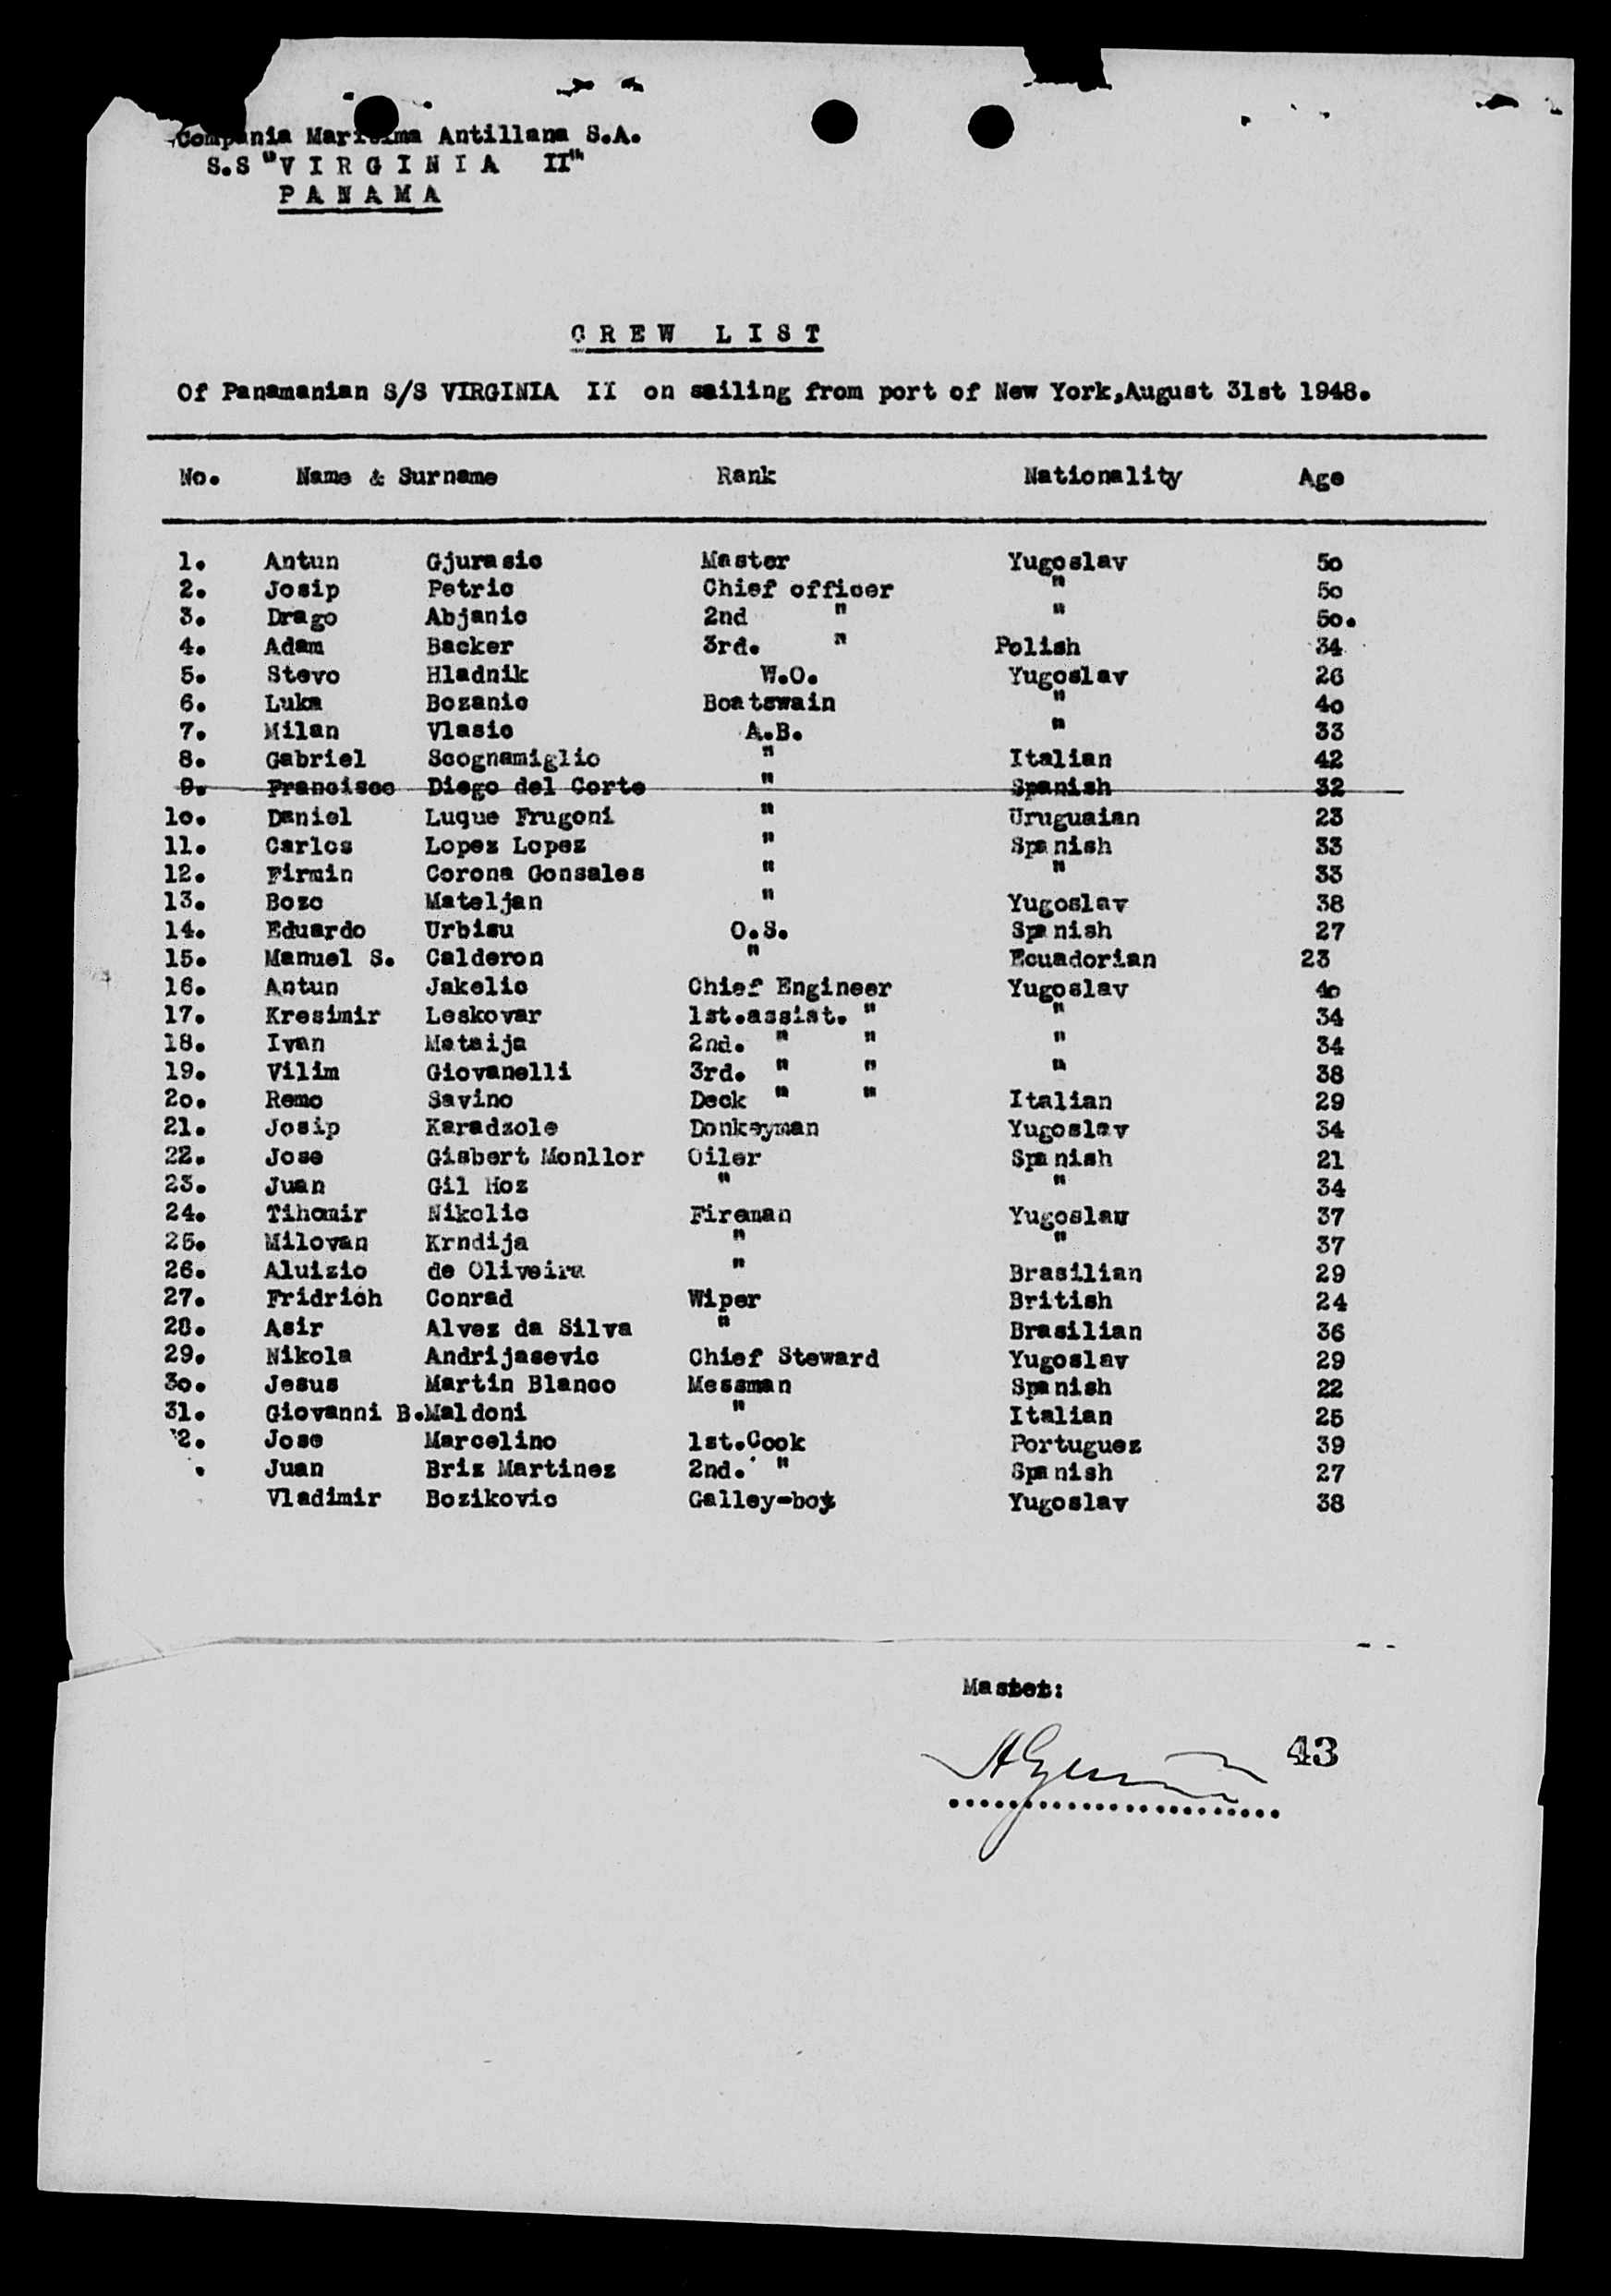 Compania Maritima Antillana S.A.
S.S "V I R G I N I A II"
P A N A M A
C R E W L I S T
Of Panamanian S/S VIRGINIA II on sailing from port of New York,August 31st 1948.
No. Name & Surname Rank Nationality Age
1. Antun Gjurasic Master Yugoslav 5o
2. Josip Petric Chief officer " 5o
3. Drago Abjanic 2nd " " 5o.
4. Adam Backer 3rd. " Polish 34
5. Stevo Hladnik W.O. Yugoslav 26
6. Luka Bozanic Boatswain " 4o
7. Milan Vlasic A.B. " 33
8. Gabriel Scognamiglio " Italian 42
9. Francisco Diego del Corte " Spanish 32
1o. Daniel Luque Frugoni " Uruguaian 23
11. Carlos Lopez Lopez " Spanish 33
12. Firmin Corona Gonsales " " 33
13. Bozo Mateljan " Yugoslav 38
14. Eduardo Urbisu O.S. Spanish 27
15. Manuel S. Calderon " Ecuadorian 23
16. Antun Jakelic Chief Engineer Yugoslav 4o
17. Kresimir Leskovar 1st.assist. " " 34
18. Ivan Mataija 2nd. " " " 34
19. Vilim Giovanelli 3rd. " " " 38
2o. Remo Savino Deck " " Italian 29
21. Josip Karadzole Donkeyman Yugoslav 34
22. Jose Gisbert Monllor Oiler Spanish 21
23. Juan Gil Hoz " " 34
24. Tihomir Nikolic Fireman Yugoslav 37
25. Milovan Krndija " " 37
26. Aluizio de Oliveira " Brasilian 29
27. Fridrich Conrad Wiper British 24
28. Asir Alvez da Silva " Brasilian 36
29. Nikola Andrijasevic Chief Steward Yugoslav 29
3o. Jesus Martin Blanco Messman Spanish 22
31. Giovanni B.Maldoni " Italian 25
2. Jose Marcelino 1st.Cook Portuguez 39
. Juan Briz Martinez 2nd. " Spanish 27
Vladimir Bozikovic Galley-boy Yugoslav 38
Master:
43